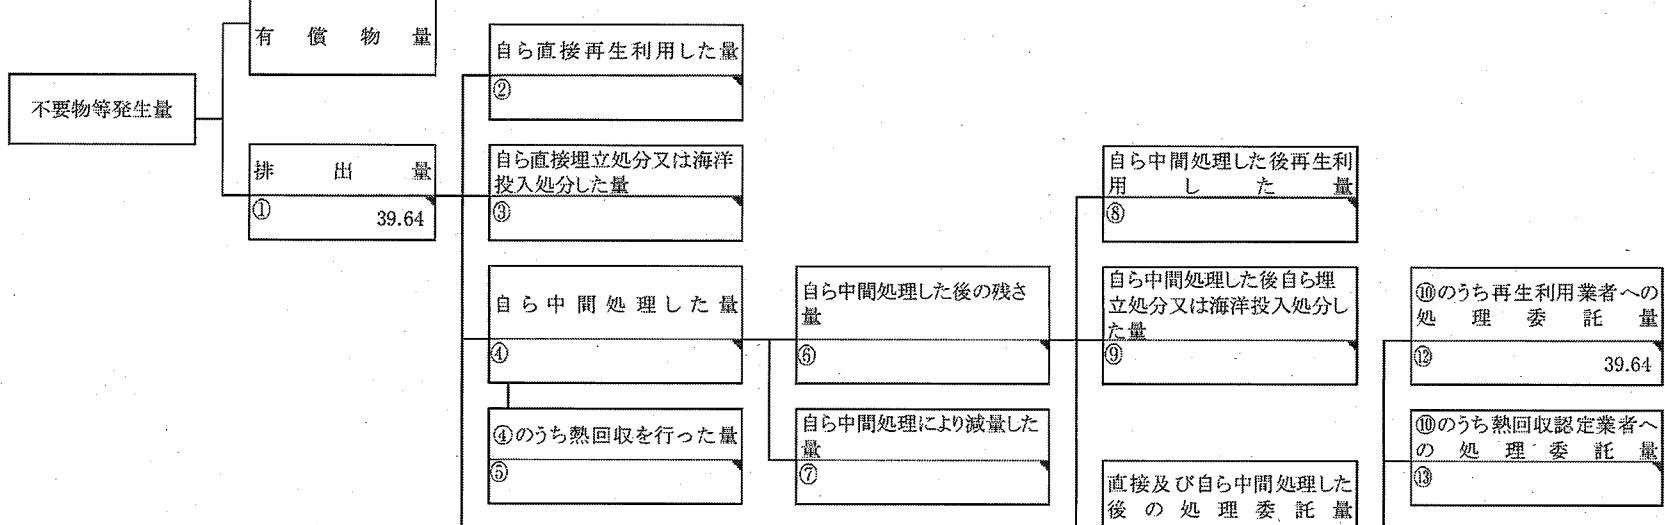 有償物量
不要物等発生量
排出量
①
39.64
自ら直接再生利用した量
②
自ら直接埋立処分又は海洋
投入処分した量
③
自ら中間処理した量
④
④のうち熱回収を行った量
⑤
自ら中間処理した後の残さ
量
⑥
自ら中間処理により減量した
量
⑦
自ら中間処理した後再生利
用した量
⑧
自ら中間処理した後自ら埋
立処分又は海洋投入処分し
た量
⑨
直接及び自ら中間処理した
後の処理委託量
⑩のうち再生利用業者への
処理委託量
⑫
39.64
⑩のうち熱回収認定業者へ
の処理委託量
⑬